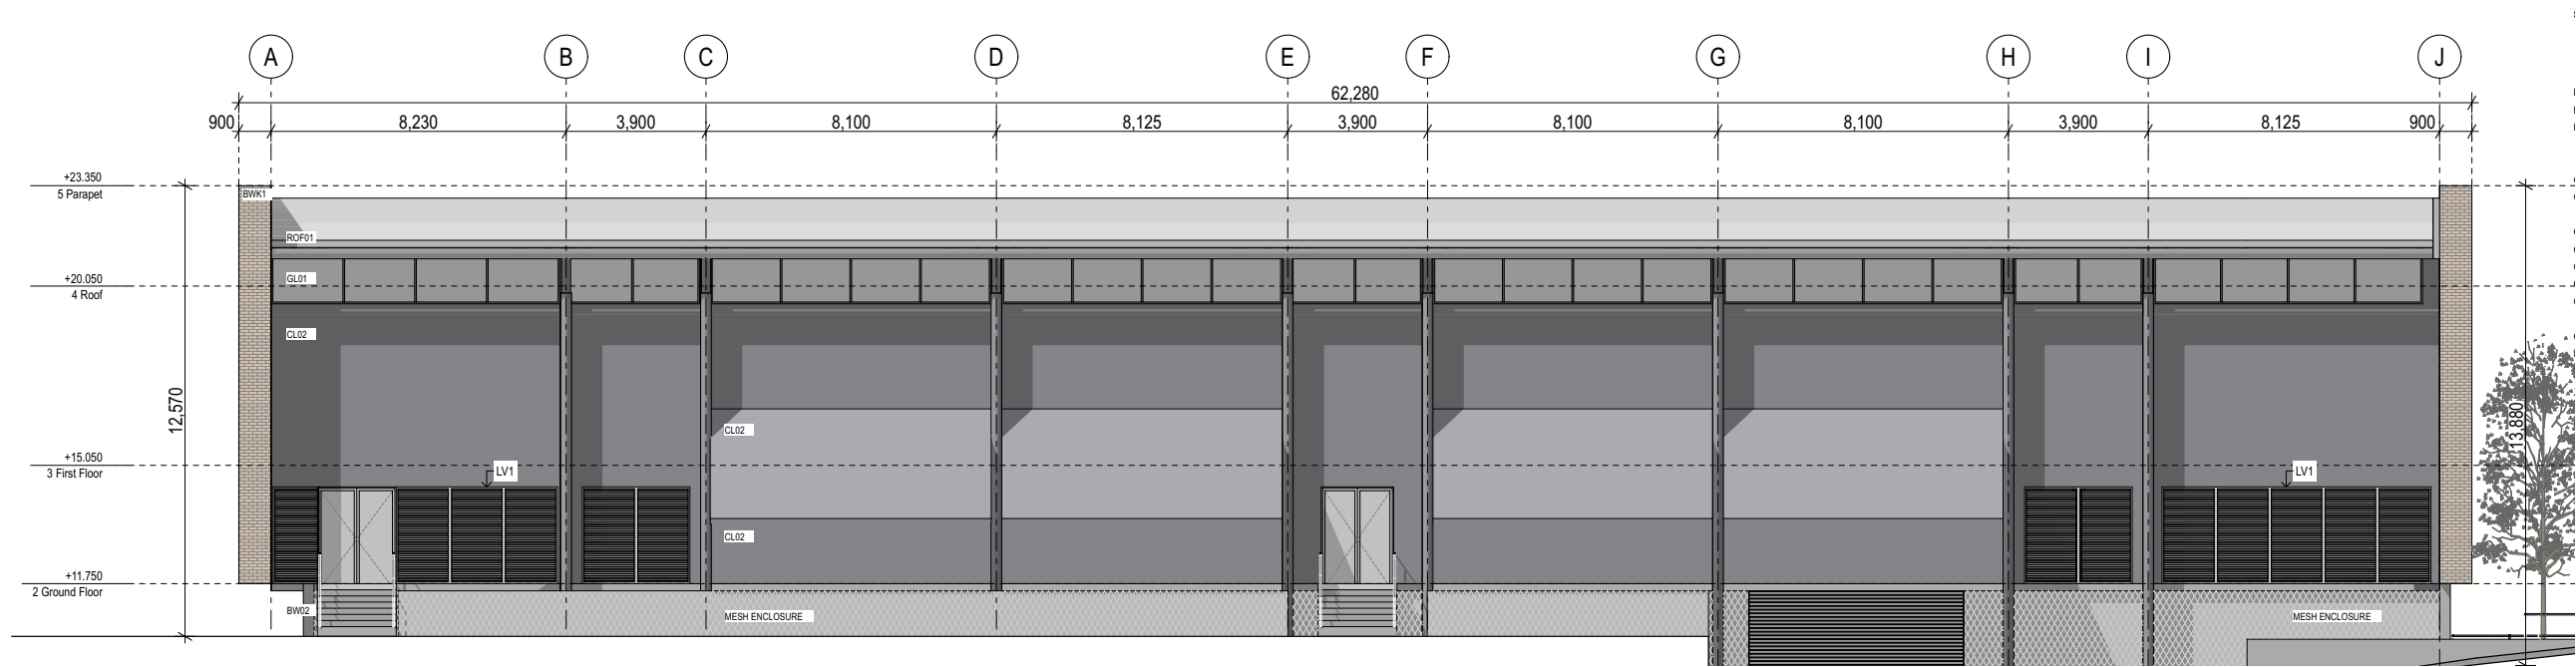 A B C D E F G H I J
62,280
900 8,230 3,900 8,100 8,125 3,900 8,100 8,100 3,900 8,125 900
+23.350
5 Parapet
BWK1
ROF01
+20.050
4 Roof
GL01
CL02
12,570
13,880
CL02
+15.050
3 First Floor
LV1
LV1
CL02
+11.750
2 Ground Floor
BW02
MESH ENCLOSURE
MESH ENCLOSURE